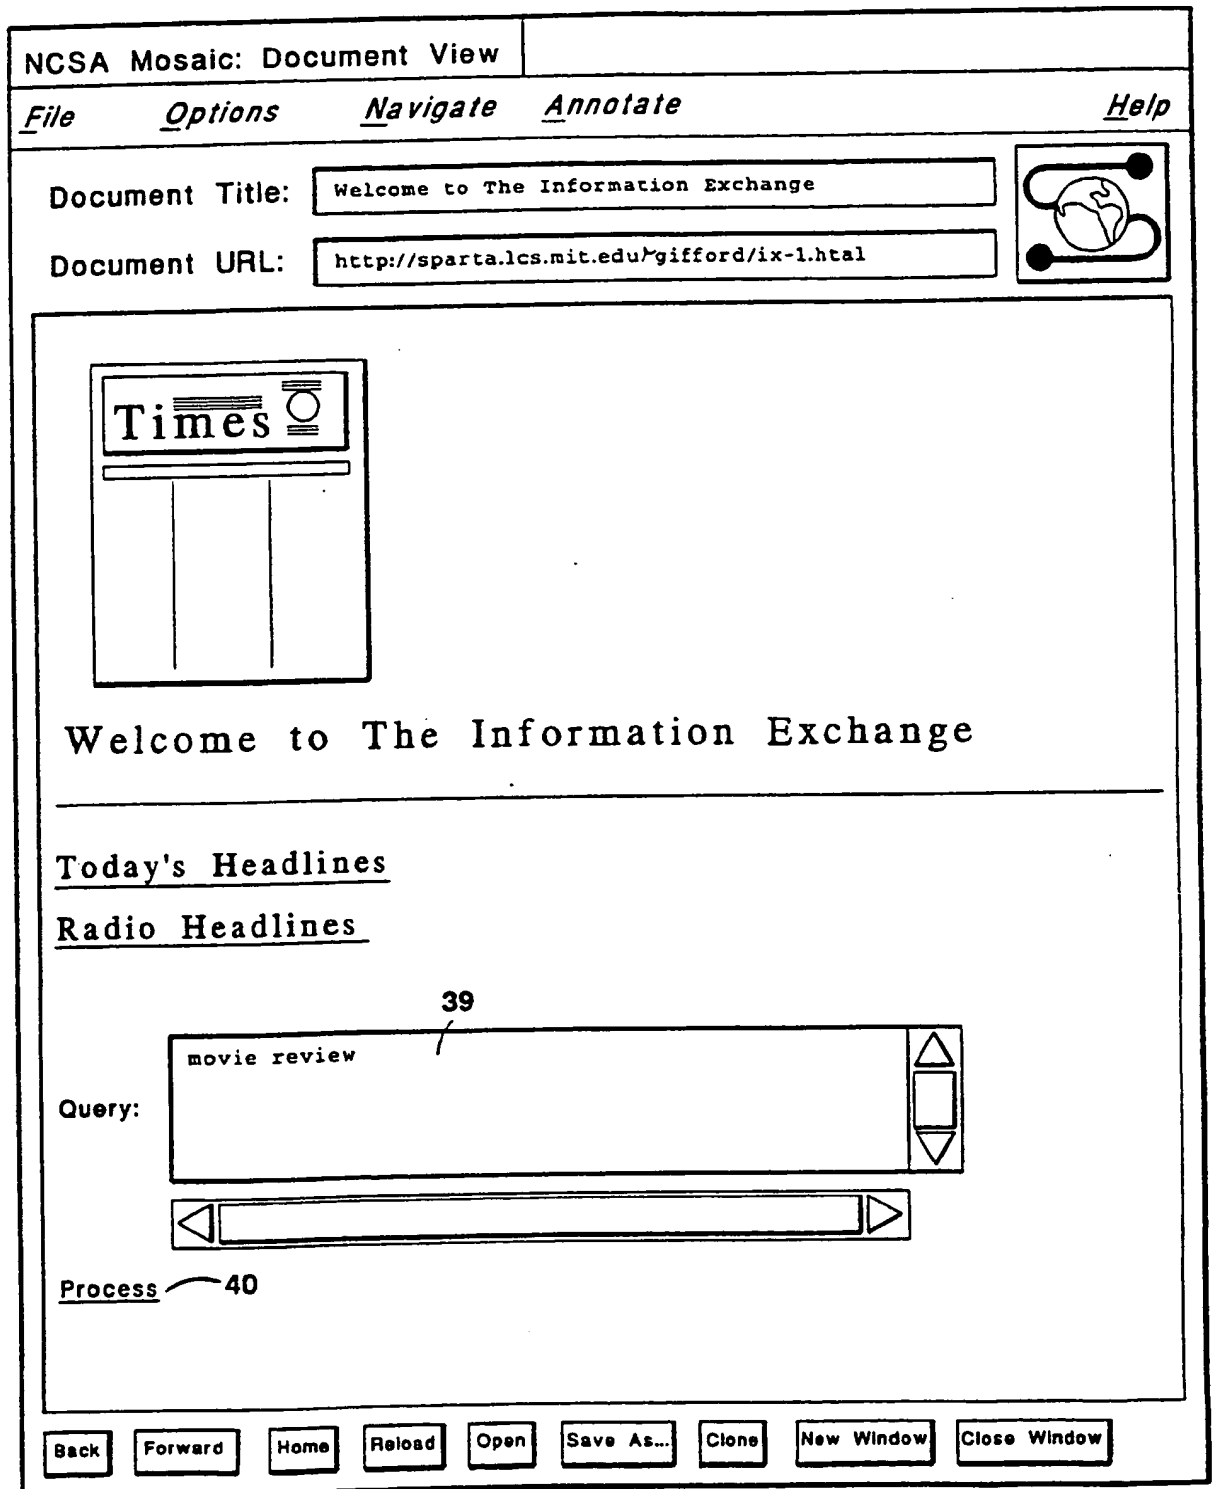 NCSA Mosaic: Document View
File Options Navigate Annotate Help
Document Title: Welcome to The Information Exchange
Document URL: http://sparta.lcs.mit.edu/~gifford/ix-1.htal
Times
Welcome to The Information Exchange
Today's Headlines
Radio Headlines
39
movie review
Query:
Process 40
Back Forward Home Reload Open Save As... Clone New Window Close Window